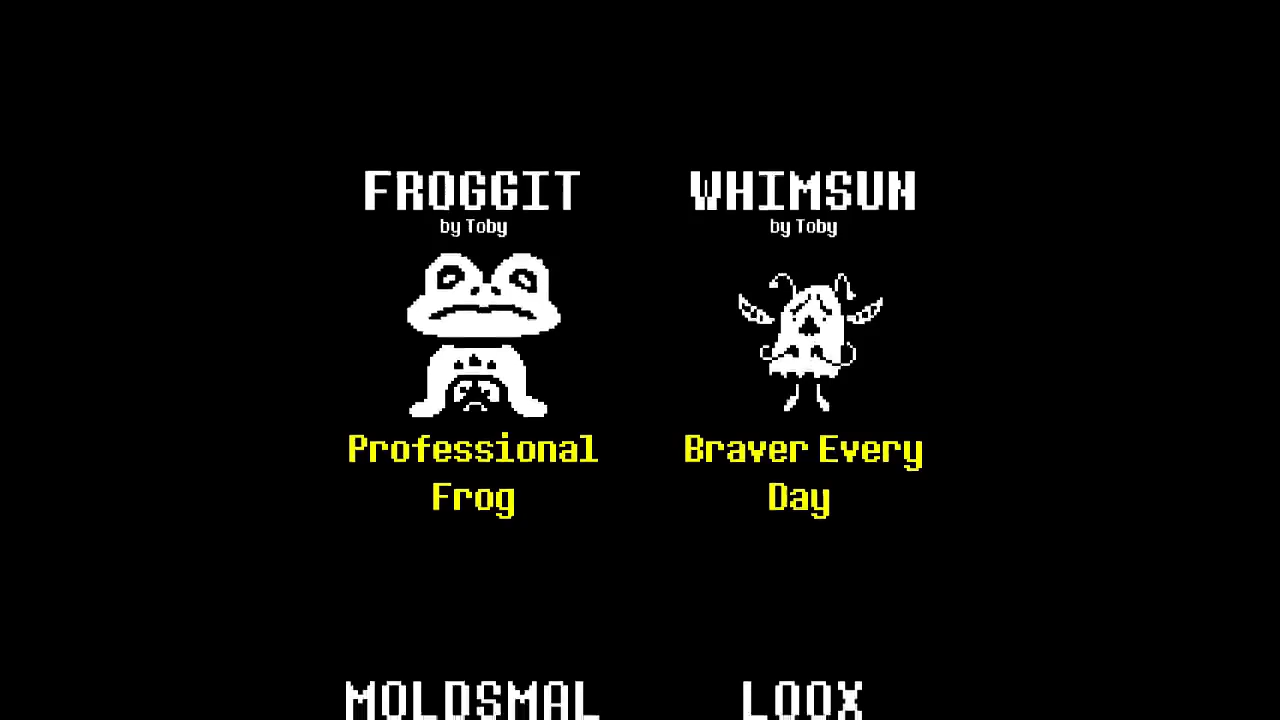 FROGGIT
by Toby
Professional
Frog
WHIMSUN
by Toby
Braver Every
Day
MOLDSMAL
LOOX